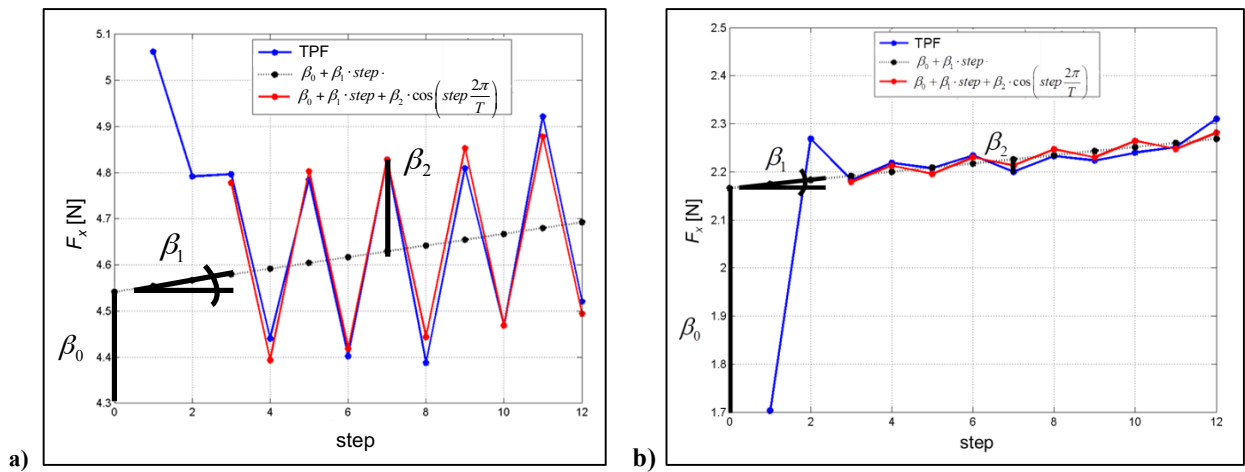 5.1
5
4.9
4.8
4.7
4.6
4.5
4.4
4.3
F_x [N]
0 2 4 6 8 10 12
step
TPF
β₀ + β₁ · step ·
β₀ + β₁ · step + β₂ · cos(step 2π/T)
β₂
β₁
β₀
a)
2.5
2.4
2.3
2.2
2.1
2
1.9
1.8
1.7
F_x [N]
0 2 4 6 8 10 12
step
TPF
β₀ + β₁ · step ·
β₀ + β₁ · step + β₂ · cos(step 2π/T)
β₂
β₁
β₀
b)